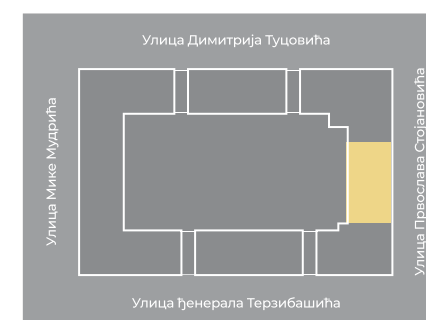 Улица Димитрија Туцовића
Улица Мике Мудрића
Улица Првослава Стојановића
Улица ђенерала Терзибашића